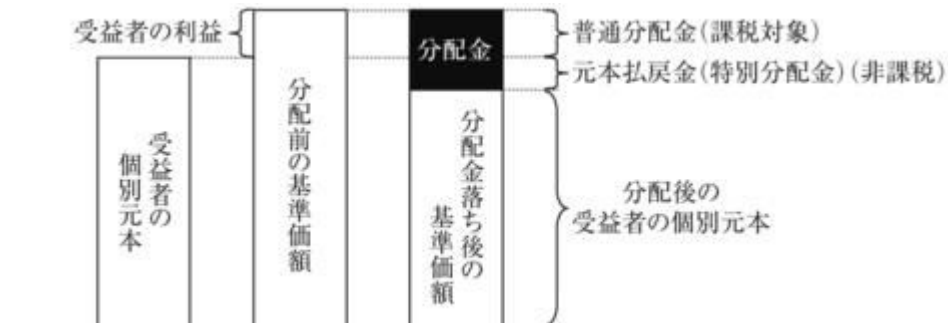 受益者の利益
分配金
普通分配金(課税対象)
元本払戻金(特別分配金)(非課税)
受益者の
個別元本
分配前の基準価額
分配金落ち後の
基準価額
分配後の
受益者の個別元本